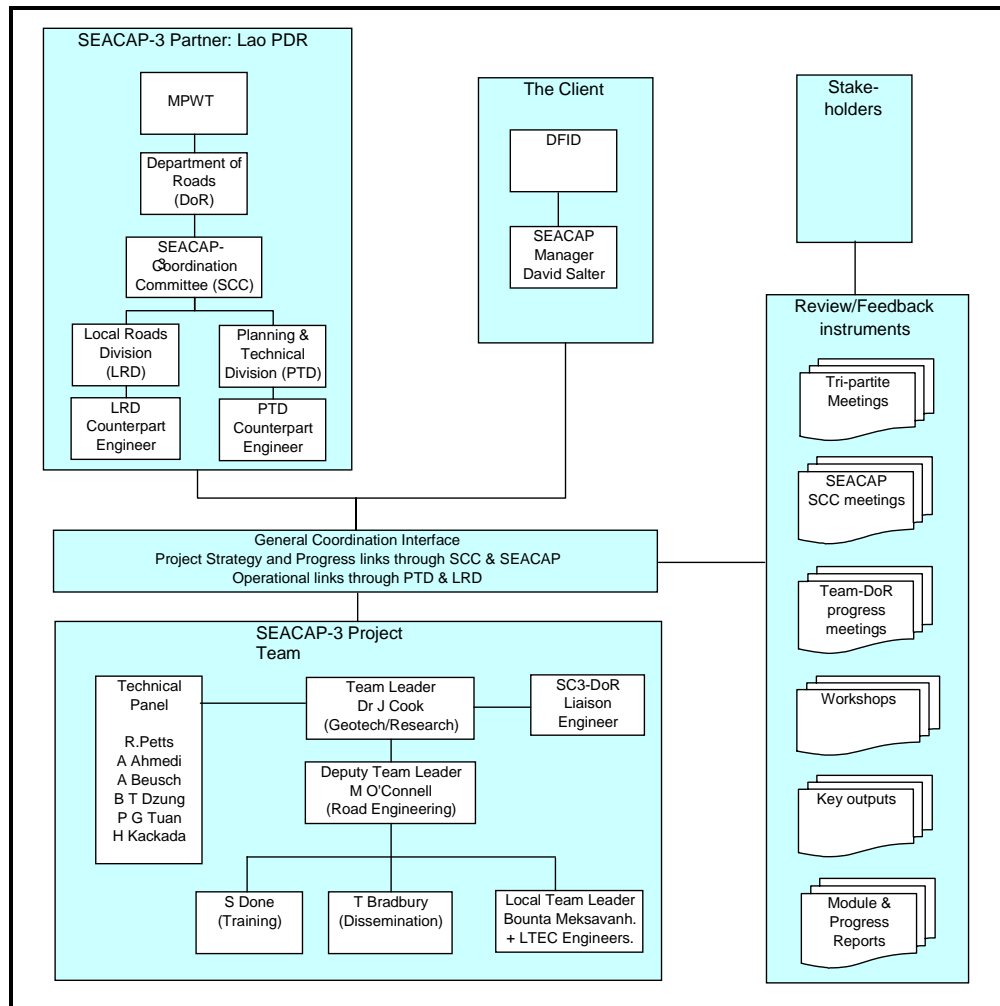 SEACAP-3 Partner: Lao PDR
MPWT
Department of
Roads
(DoR)
SEACAP-
3
Coordination
Committee (SCC)
Local Roads
Division
(LRD)
Planning &
Technical
Division (PTD)
LRD
Counterpart
Engineer
PTD
Counterpart
Engineer
The Client
DFID
SEACAP
Manager
David Salter
Stake-
holders
Review/Feedback
instruments
Tri-partite
Meetings
SEACAP
SCC meetings
Team-DoR
progress
meetings
Workshops
Key outputs
Module &
Progress
Reports
General Coordination Interface
Project Strategy and Progress links through SCC & SEACAP
Operational links through PTD & LRD
SEACAP-3 Project
Team
Technical
Panel
R.Petts
A Ahmedi
A Beusch
B T Dzung
P G Tuan
H Kackada
Team Leader
Dr J Cook
(Geotech/Research)
SC3-DoR
Liaison
Engineer
Deputy Team Leader
M O'Connell
(Road Engineering)
S Done
(Training)
T Bradbury
(Dissemination)
Local Team Leader
Bounta Meksavanh.
+ LTEC Engineers.